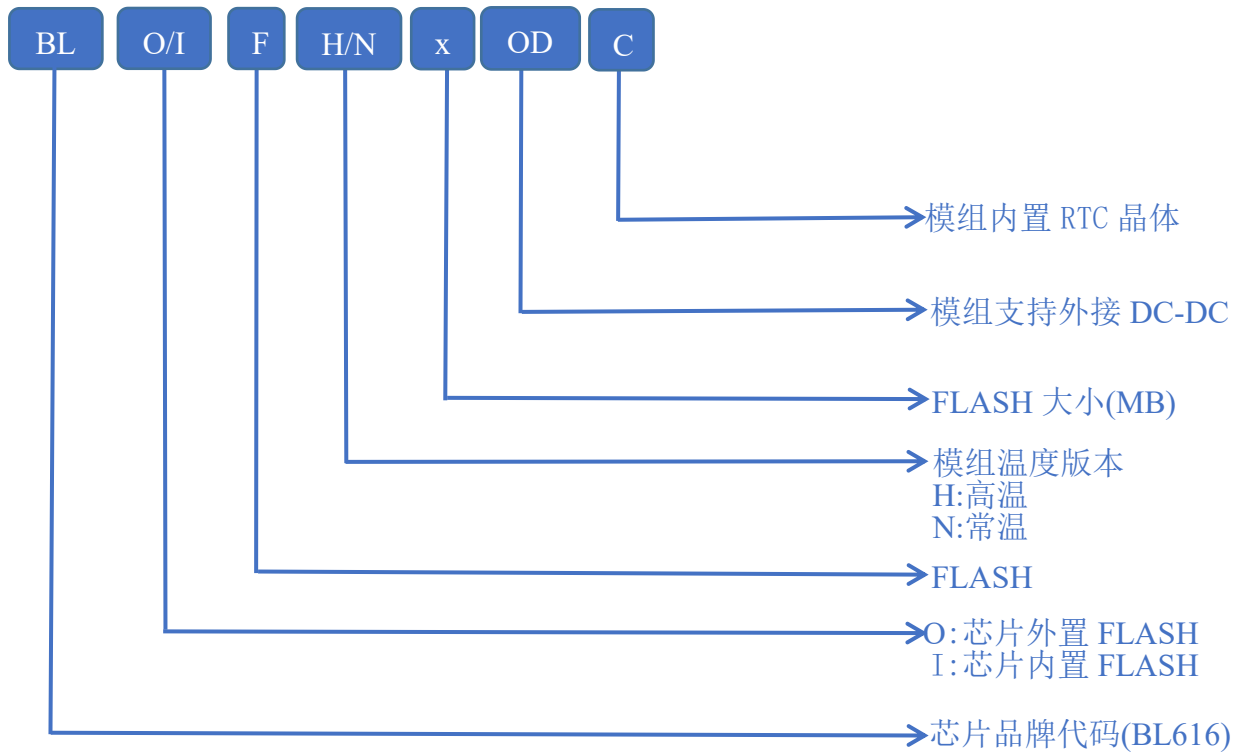 BL O/I F H/N x OD C
模组内置 RTC 晶体
模组支持外接 DC-DC
FLASH 大小(MB)
模组温度版本
H:高温
N:常温
FLASH
O:芯片外置 FLASH
I:芯片内置 FLASH
芯片品牌代码(BL616)